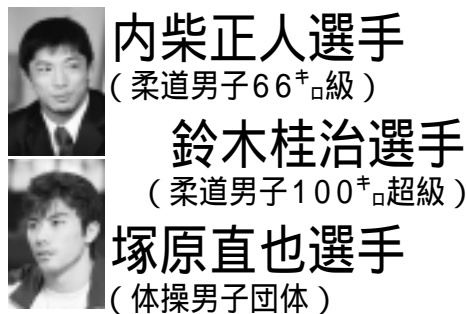 内柴正人選手
（柔道男子66㌔級）
鈴木桂治選手
（柔道男子100㌔超級）
塚原直也選手
（体操男子団体）